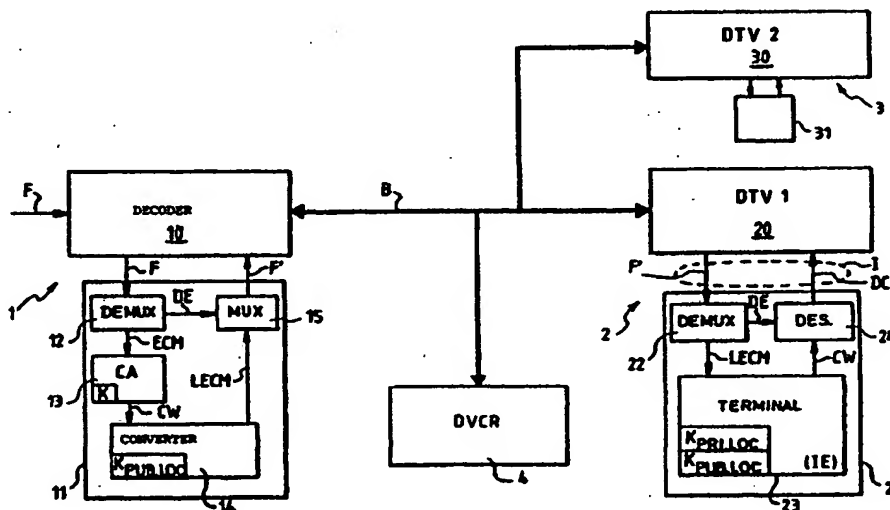 DTV 2
30
3
31
F
DECODER
10
B
DTV 1
20
F
F'
F'
I
DC
1
DEMUX
DE
MUX
15
12
ECM
CA
K
13
LECM
CW
CONVERTER
KPUBLOC
11
14
DVCR
4
2
DEMUX
DE
DES.
22
LECM
CW
TERMINAL
KPRILOC
KPUBLOC
(IE)
23